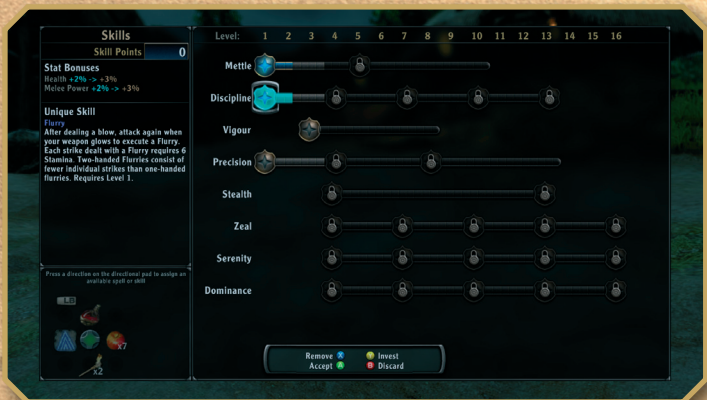 Skills
Skill Points 0
Stat Bonuses
Health +2% -> +3%
Melee Power +2% -> +3%
Unique Skill
Flurry
After dealing a blow, attack again when
your weapon glows to execute a Flurry.
Each strike dealt with a Flurry requires 6
Stamina. Two-handed Flurries consist of
fewer individual strikes than one-handed
flurries. Requires Level 1.
Press a direction on the directional pad to assign an
available spell or skill
LB
x7
x2
Level: 1 2 3 4 5 6 7 8 9 10 11 12 13 14 15 16
Mettle
Discipline
Vigour
Precision
Stealth
Zeal
Serenity
Dominance
Remove X Y Invest
Accept A B Discard